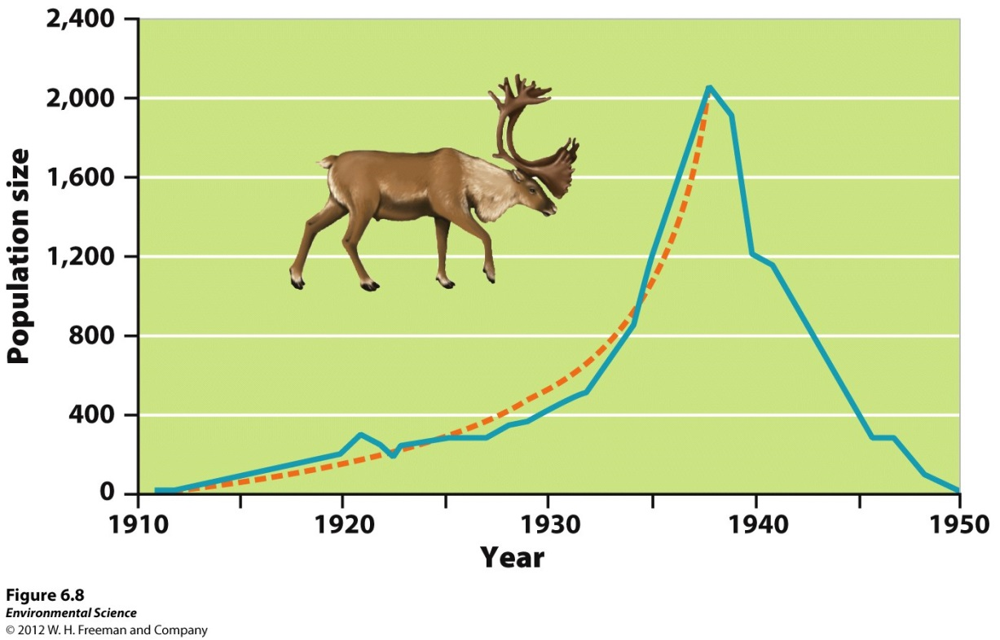 2,400
2,000
1,600
1,200
800
400
0
Population size
1910 1920 1930 1940 1950
Year
Figure 6.8
Environmental Science
© 2012 W. H. Freeman and Company